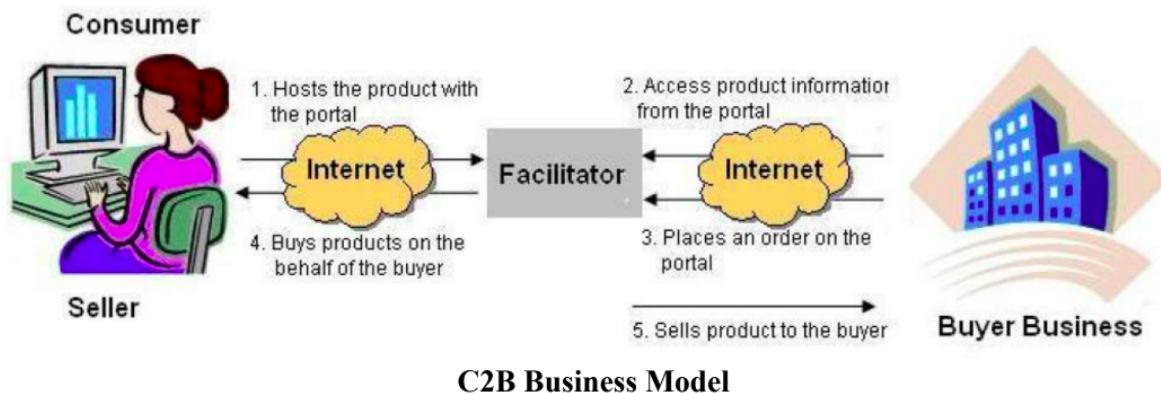 Consumer
1. Hosts the product with
the portal
2. Access product information
from the portal
Internet
Facilitator
Internet
4. Buys products on the
behalf of the buyer
3. Places an order on the
portal
Seller
5. Sells product to the buyer
Buyer Business
C2B Business Model